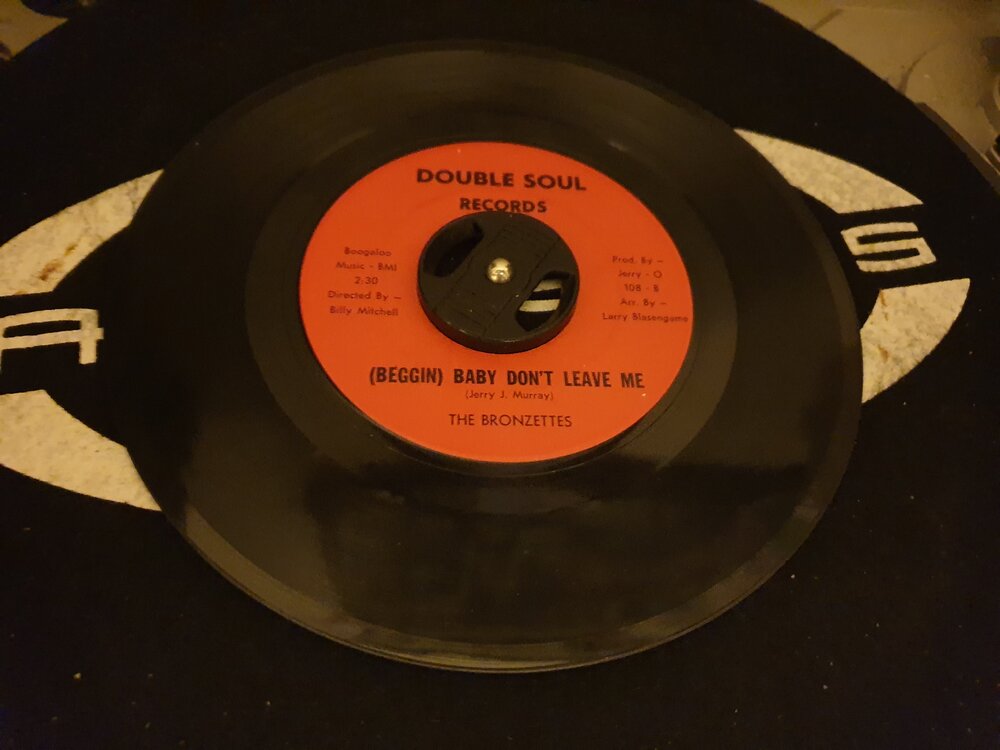 DOUBLE SOUL
RECORDS
Boogaloo
Music - BMI
2:30
Directed By —
Billy Mitchell
Prod. By —
Jerry - O
108 - B
Arr. By —
Larry Blasengame
(BEGGIN) BABY DON'T LEAVE ME
(Jerry J. Murray)
THE BRONZETTES
A
S